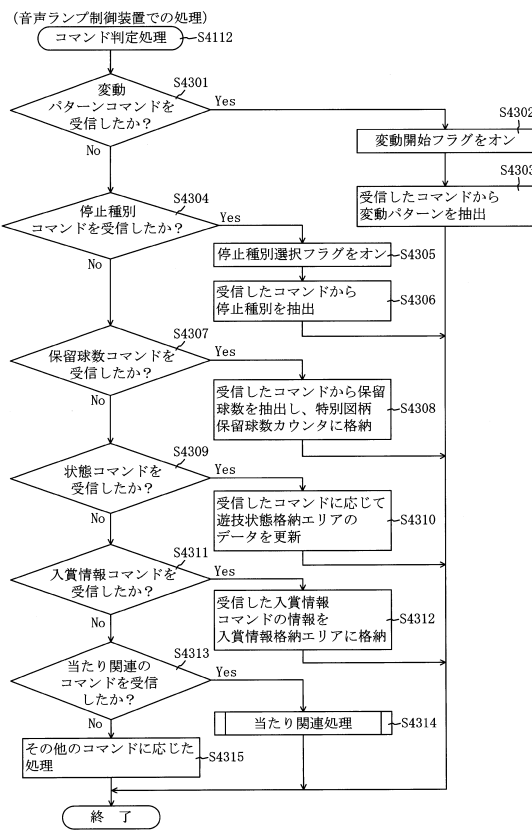 (音声ランプ制御装置での処理)
コマンド判定処理
S4112
変動
パターンコマンドを
受信したか?
S4301
Yes
No
S4302
変動開始フラグをオン
S4303
受信したコマンドから
変動パターンを抽出
停止種別
コマンドを受信したか?
S4304
Yes
No
停止種別選択フラグをオン
S4305
受信したコマンドから
停止種別を抽出
S4306
保留球数コマンドを
受信したか?
S4307
Yes
No
受信したコマンドから保留
球数を抽出し、特別図柄
保留球数カウンタに格納
S4308
状態コマンドを
受信したか?
S4309
Yes
No
受信したコマンドに応じて
遊技状態格納エリアの
データを更新
S4310
入賞情報コマンドを
受信したか?
S4311
Yes
No
受信した入賞情報
コマンドの情報を
入賞情報格納エリアに格納
S4312
当たり関連の
コマンドを受信
したか?
S4313
Yes
No
当たり関連処理
S4314
その他のコマンドに応じた
処理
S4315
終 了